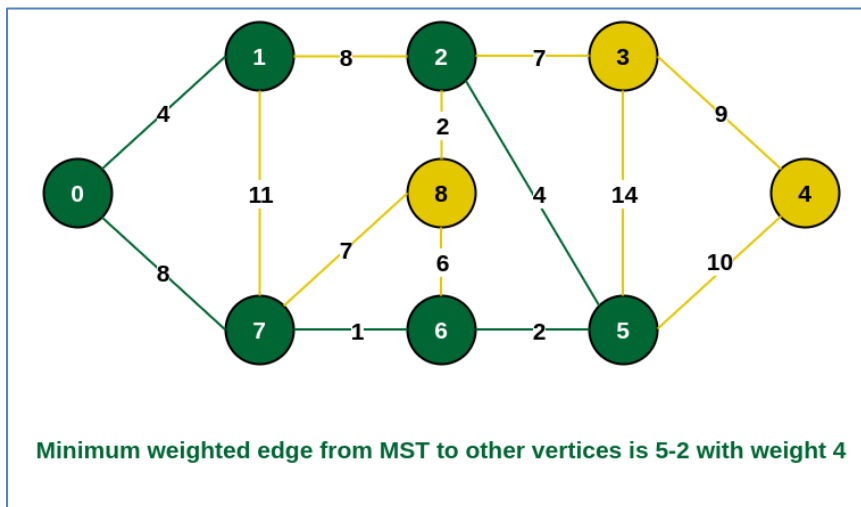 1 8 2 7 3
4 2 9
0 11 8 4 14 4
8 7 6 10
7 1 6 2 5
Minimum weighted edge from MST to other vertices is 5-2 with weight 4